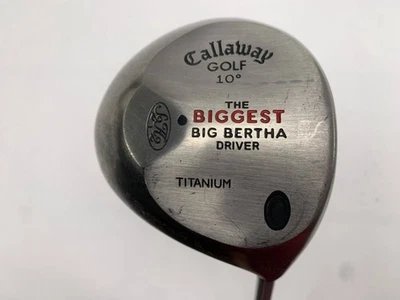 Callaway
GOLF
10°
THE
BIGGEST
BIG BERTHA
DRIVER
TITANIUM